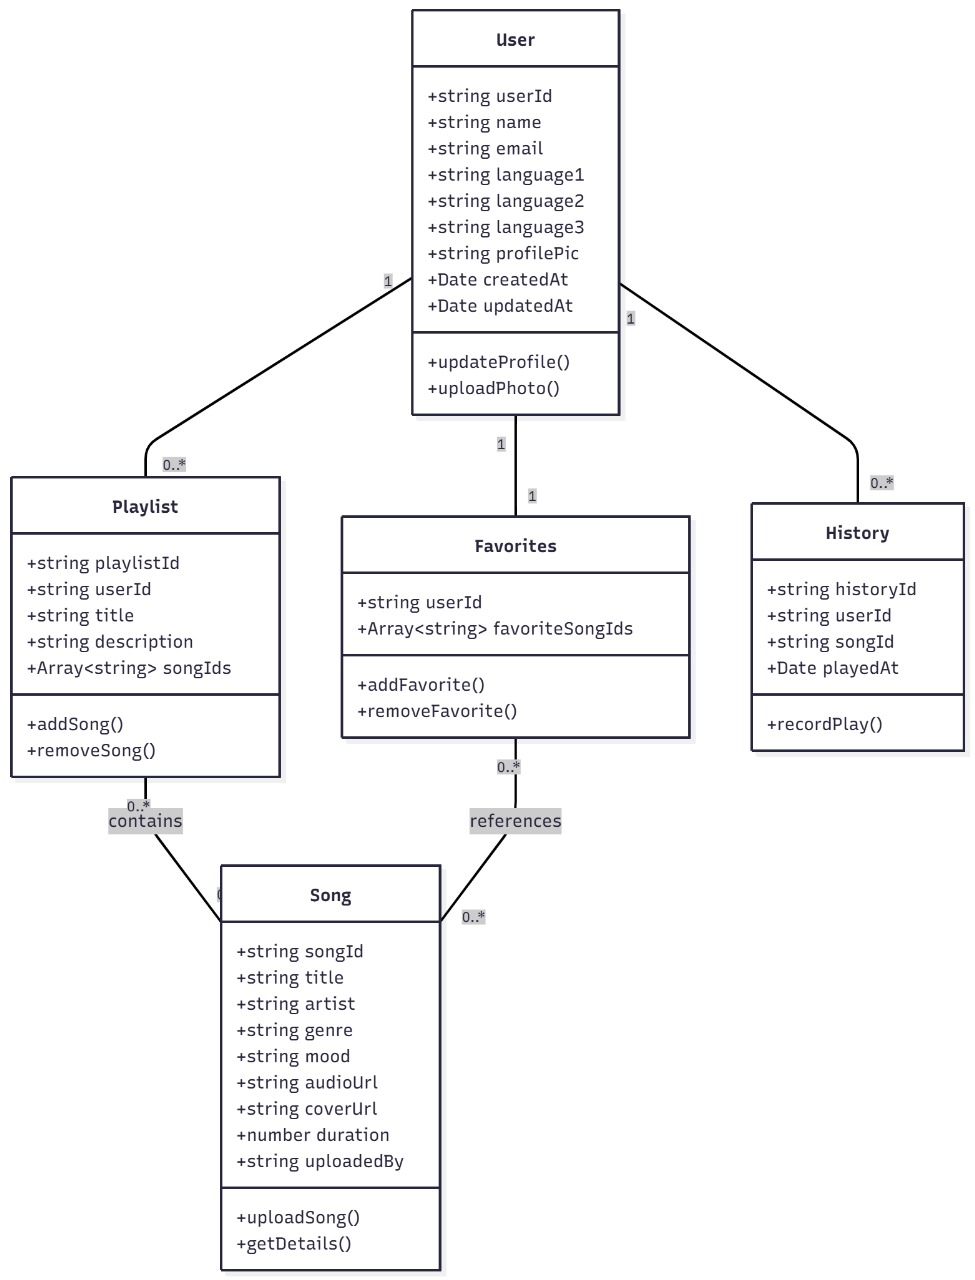 User
+string userId
+string name
+string email
+string language1
+string language2
+string language3
+string profilePic
+Date createdAt
+Date updatedAt
+updateProfile()
+uploadPhoto()
1
1
1
0..*
1
0..*
Playlist
+string playlistId
+string userId
+string title
+string description
+Array<string> songIds
+addSong()
+removeSong()
Favorites
+string userId
+Array<string> favoriteSongIds
+addFavorite()
+removeFavorite()
History
+string historyId
+string userId
+string songId
+Date playedAt
+recordPlay()
0..*
contains
0..*
references
0..*
Song
+string songId
+string title
+string artist
+string genre
+string mood
+string audioUrl
+string coverUrl
+number duration
+string uploadedBy
+uploadSong()
+getDetails()